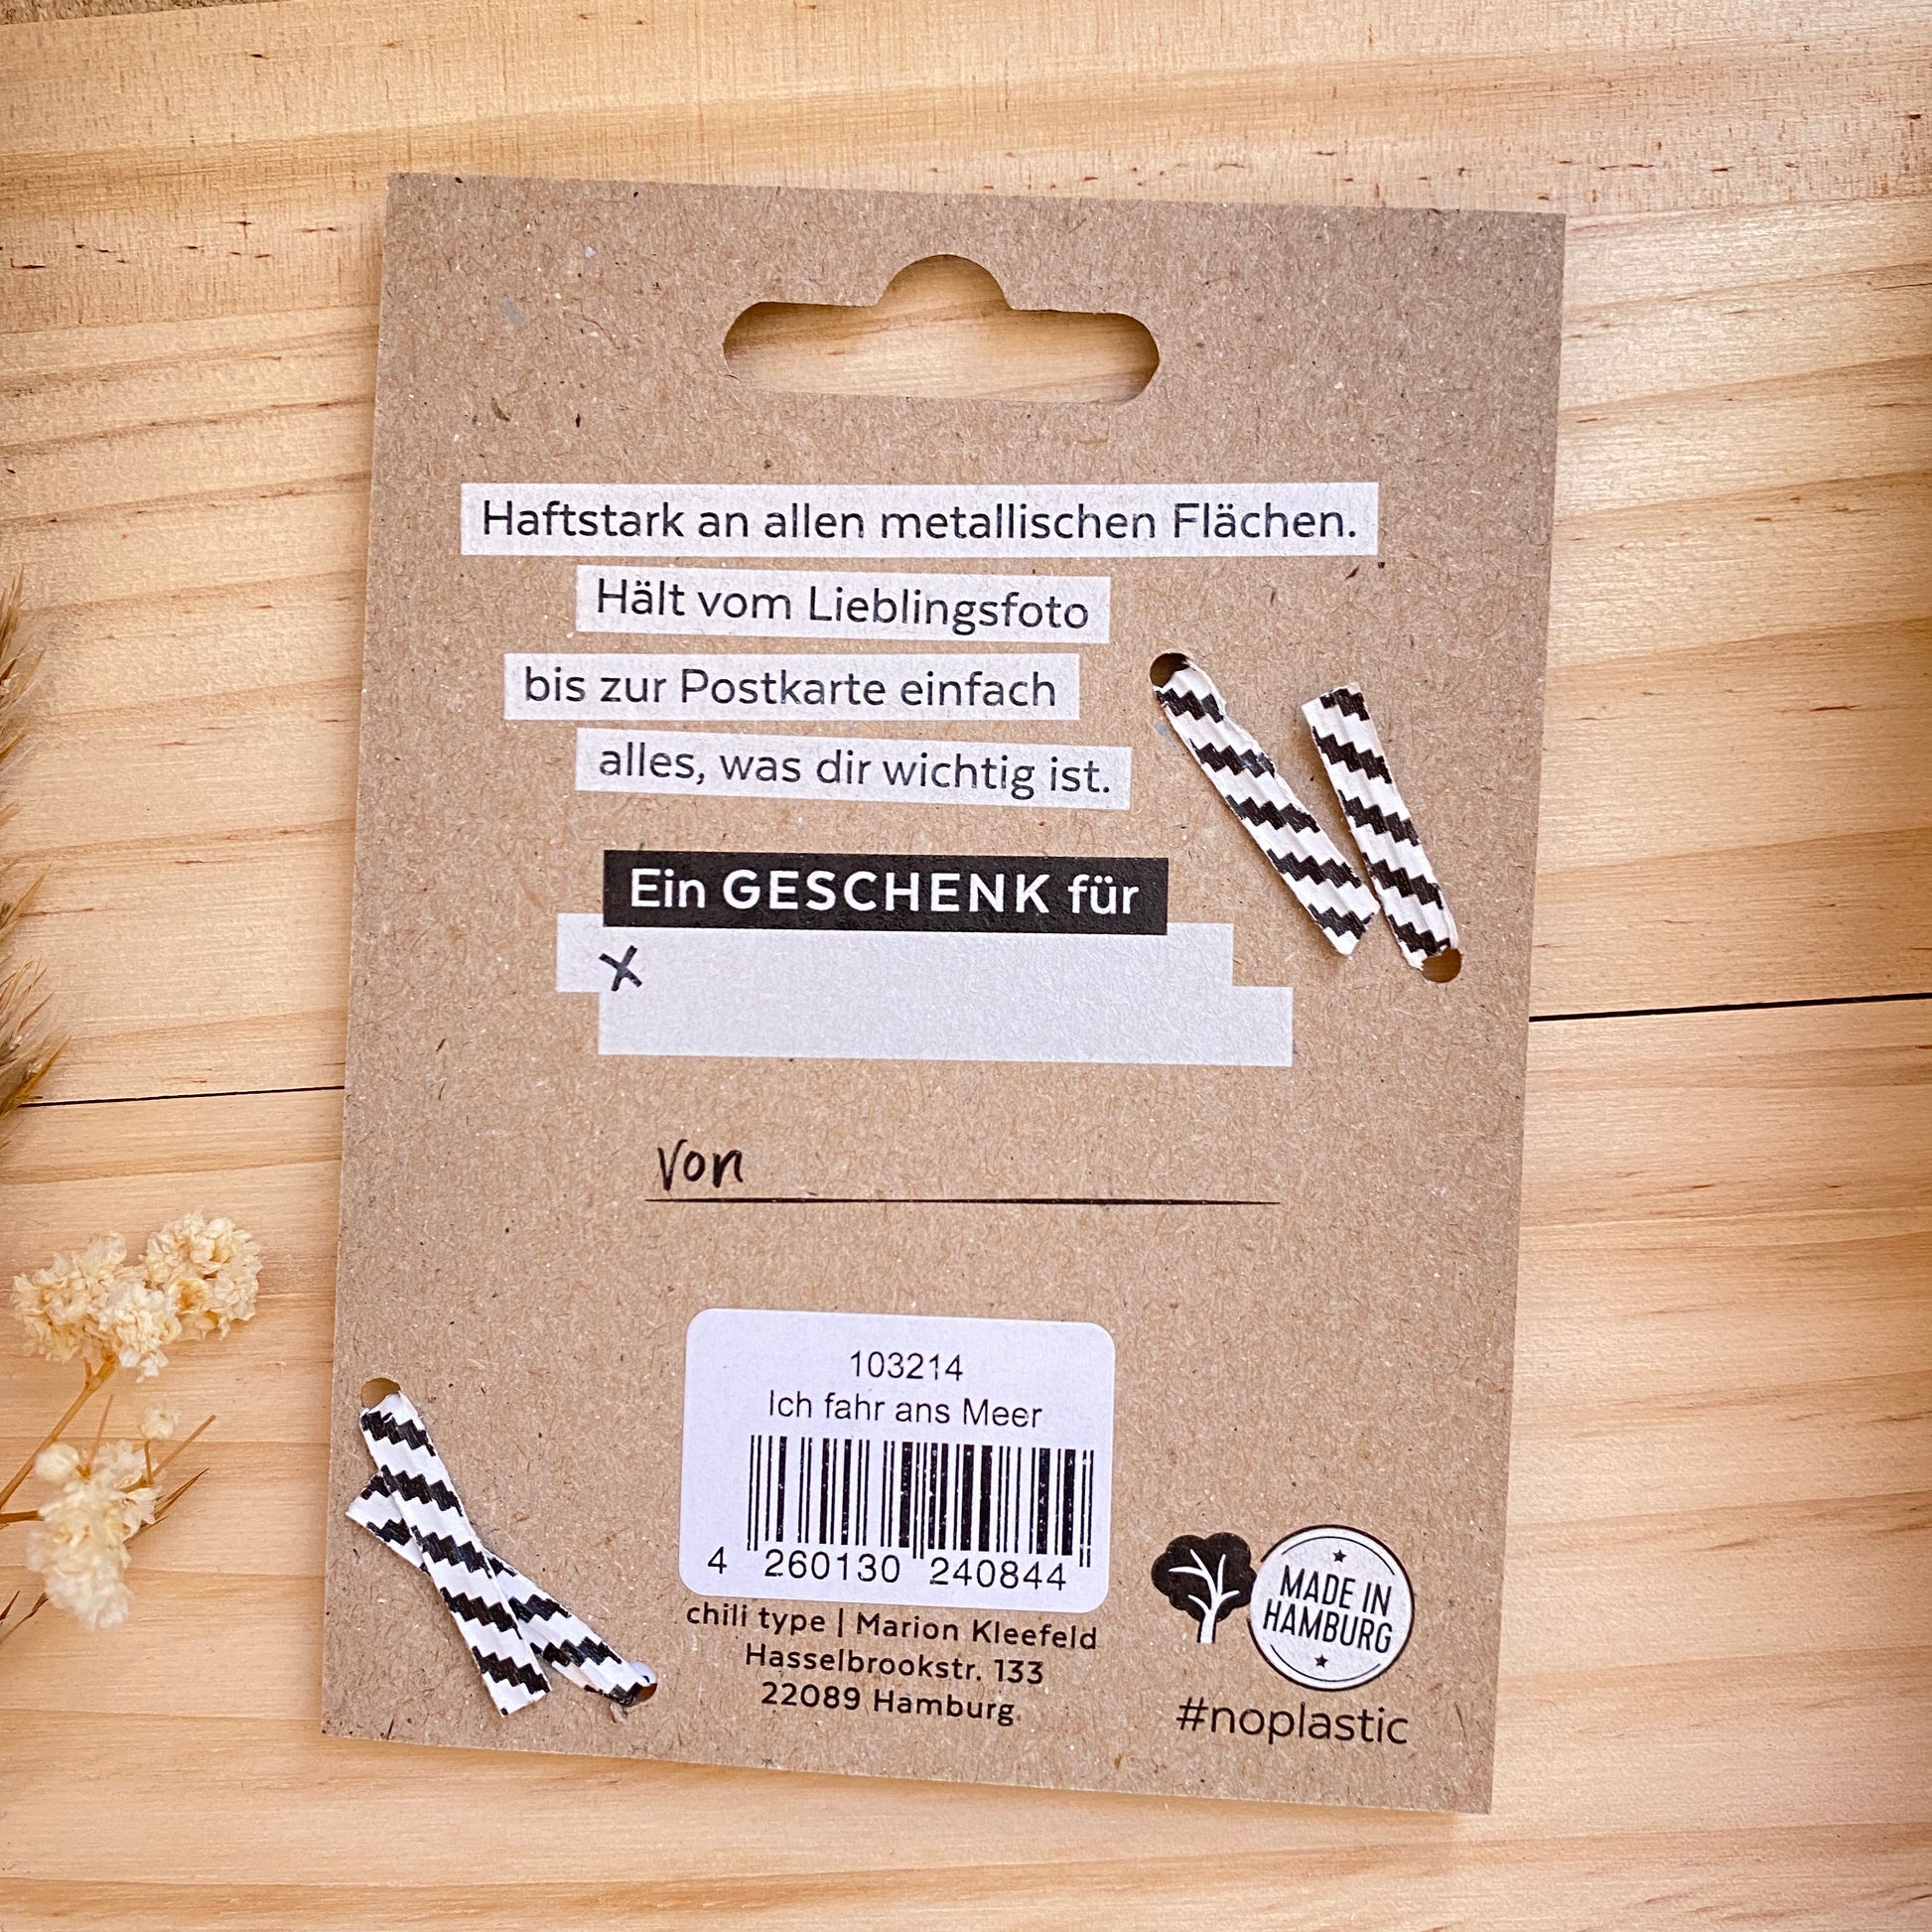 Haftstark an allen metallischen Flächen.
Hält vom Lieblingsfoto
bis zur Postkarte einfach
alles, was dir wichtig ist.
Ein GESCHENK für
x
von
103214
Ich fahr ans Meer
4 260130 240844
chili type | Marion Kleefeld
Hasselbrookstr. 133
22089 Hamburg
MADE IN
HAMBURG
#noplastic